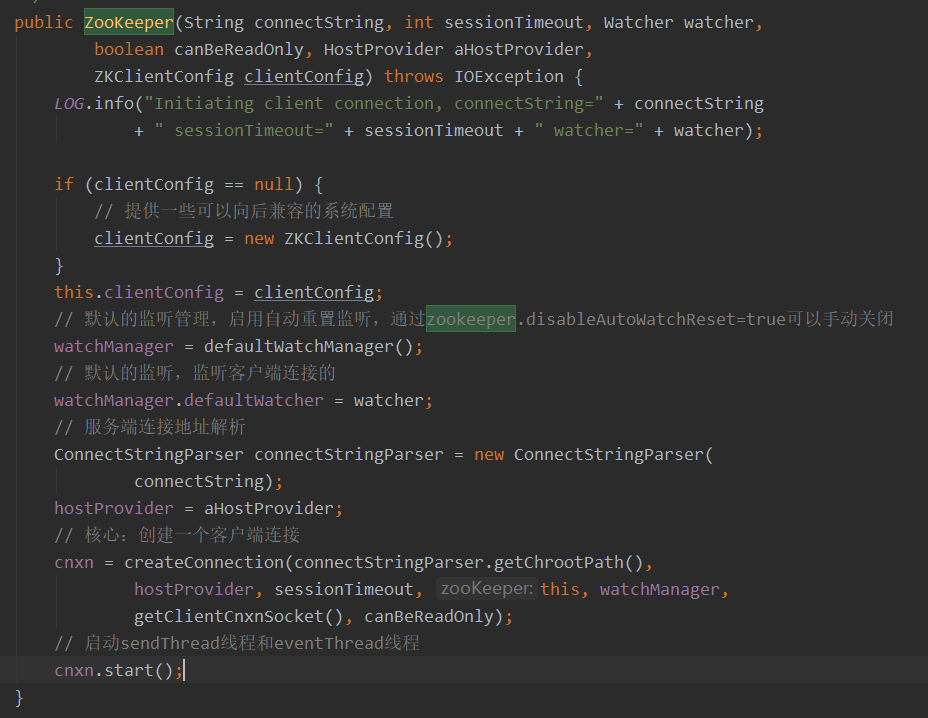 public ZooKeeper(String connectString, int sessionTimeout, Watcher watcher,
boolean canBeReadOnly, HostProvider aHostProvider,
ZKClientConfig clientConfig) throws IOException {
LOG.info("Initiating client connection, connectString=" + connectString
+ " sessionTimeout=" + sessionTimeout + " watcher=" + watcher);
if (clientConfig == null) {
// 提供一些可以向后兼容的系统配置
clientConfig = new ZKClientConfig();
}
this.clientConfig = clientConfig;
// 默认的监听管理，启用自动重置监听，通过zookeeper.disableAutoWatchReset=true可以手动关闭
watchManager = defaultWatchManager();
// 默认的监听，监听客户端连接的
watchManager.defaultWatcher = watcher;
// 服务端连接地址解析
ConnectStringParser connectStringParser = new ConnectStringParser(
connectString);
hostProvider = aHostProvider;
// 核心：创建一个客户端连接
cnxn = createConnection(connectStringParser.getChrootPath(),
hostProvider, sessionTimeout, zooKeeper: this, watchManager,
getClientCnxnSocket(), canBeReadOnly);
// 启动sendThread线程和eventThread线程
cnxn.start();
}